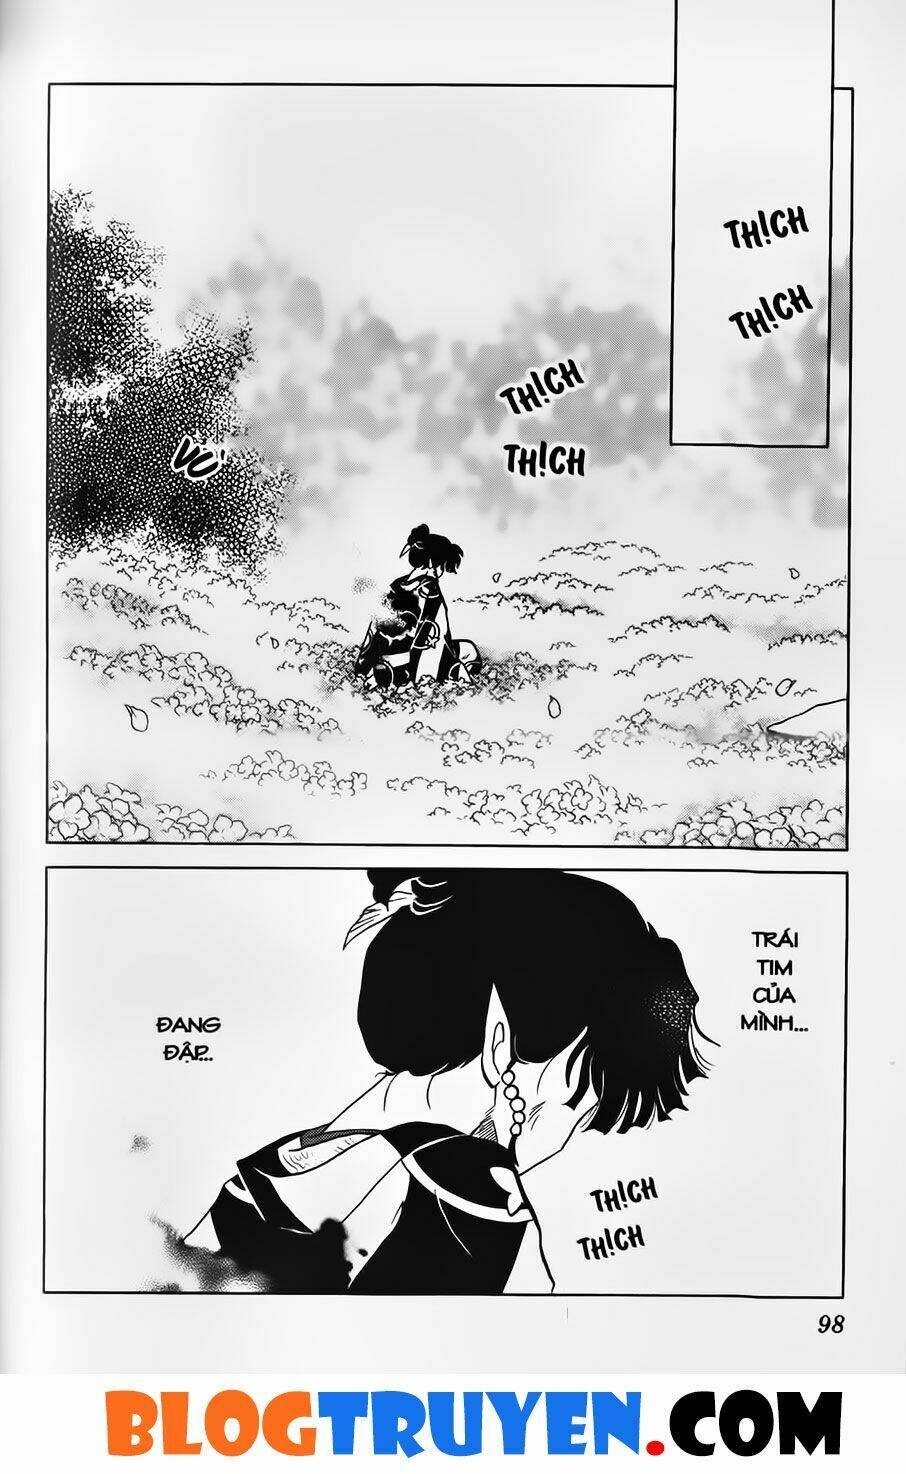 THỊCH
THỊCH
THỊCH
THỊCH
VÙ
TRÁI
TIM
CỦA
MÌNH...
ĐANG
ĐẬP...
THỊCH
THỊCH
98
BLOGTRUYEN.COM